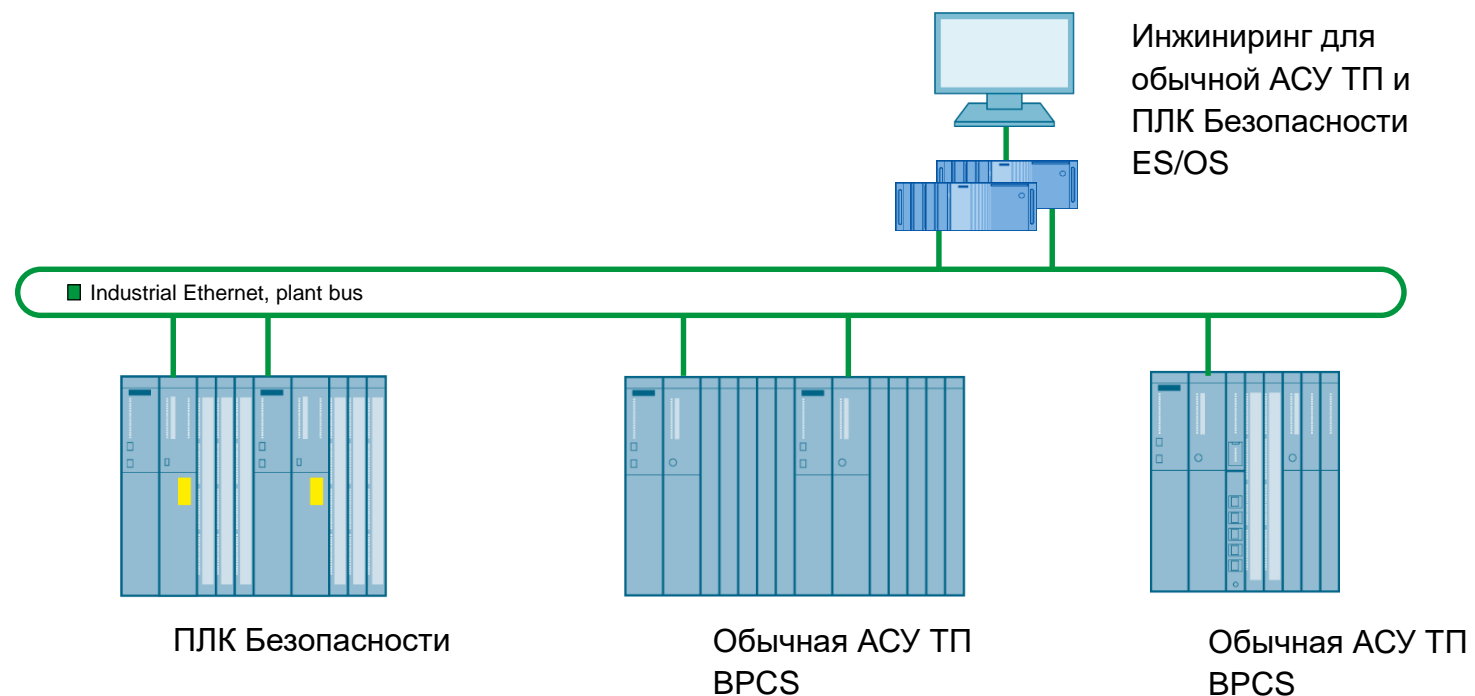 Инжиниринг для
обычной АСУ ТП и
ПЛК Безопасности
ES/OS
Industrial Ethernet, plant bus
ПЛК Безопасности
Обычная АСУ ТП
BPCS
Обычная АСУ ТП
BPCS